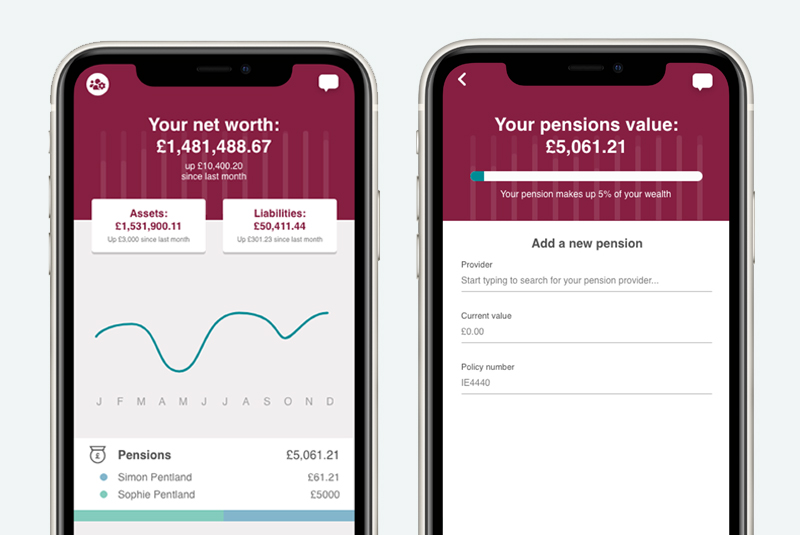 Your net worth:
£1,481,488.67
up £10,400.20
since last month
Assets:
£1,531,900.11
Up £3,000 since last month
Liabilities:
£50,411.44
Up £301.23 since last month
J F M A M J J A S O N D
£
Pensions £5,061.21
Simon Pentland £61.21
Sophie Pentland £5000
Your pensions value:
£5,061.21
Your pension makes up 5% of your wealth
Add a new pension
Provider
Start typing to search for your pension provider...
Current value
£0.00
Policy number
IE4440